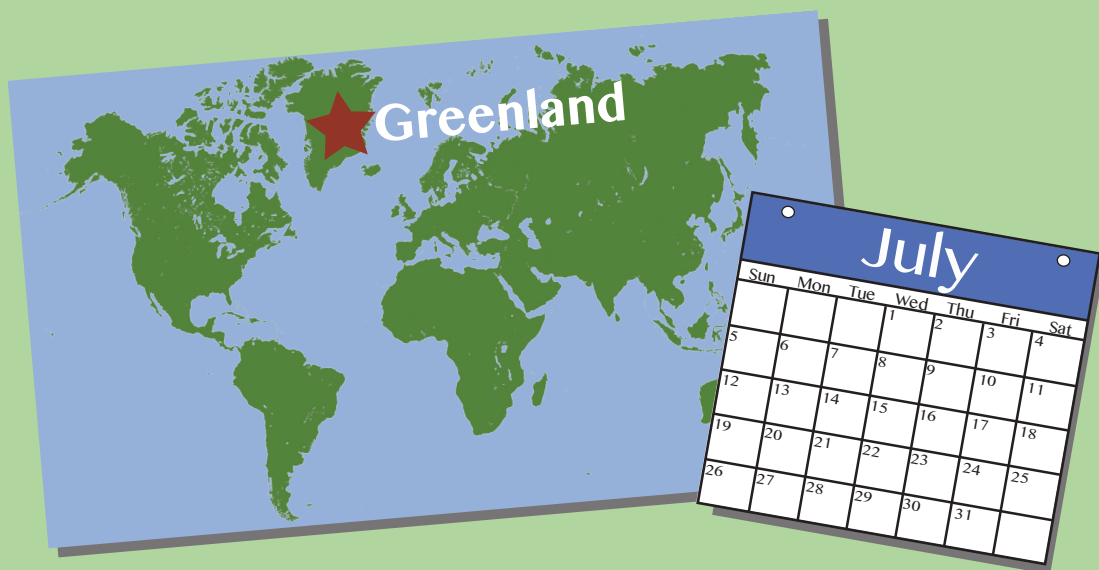 Greenland
July
Sun Mon Tue Wed Thu Fri Sat
1 2 3 4
5 6 7 8 9 10 11
12 13 14 15 16 17 18
19 20 21 22 23 24 25
26 27 28 29 30 31